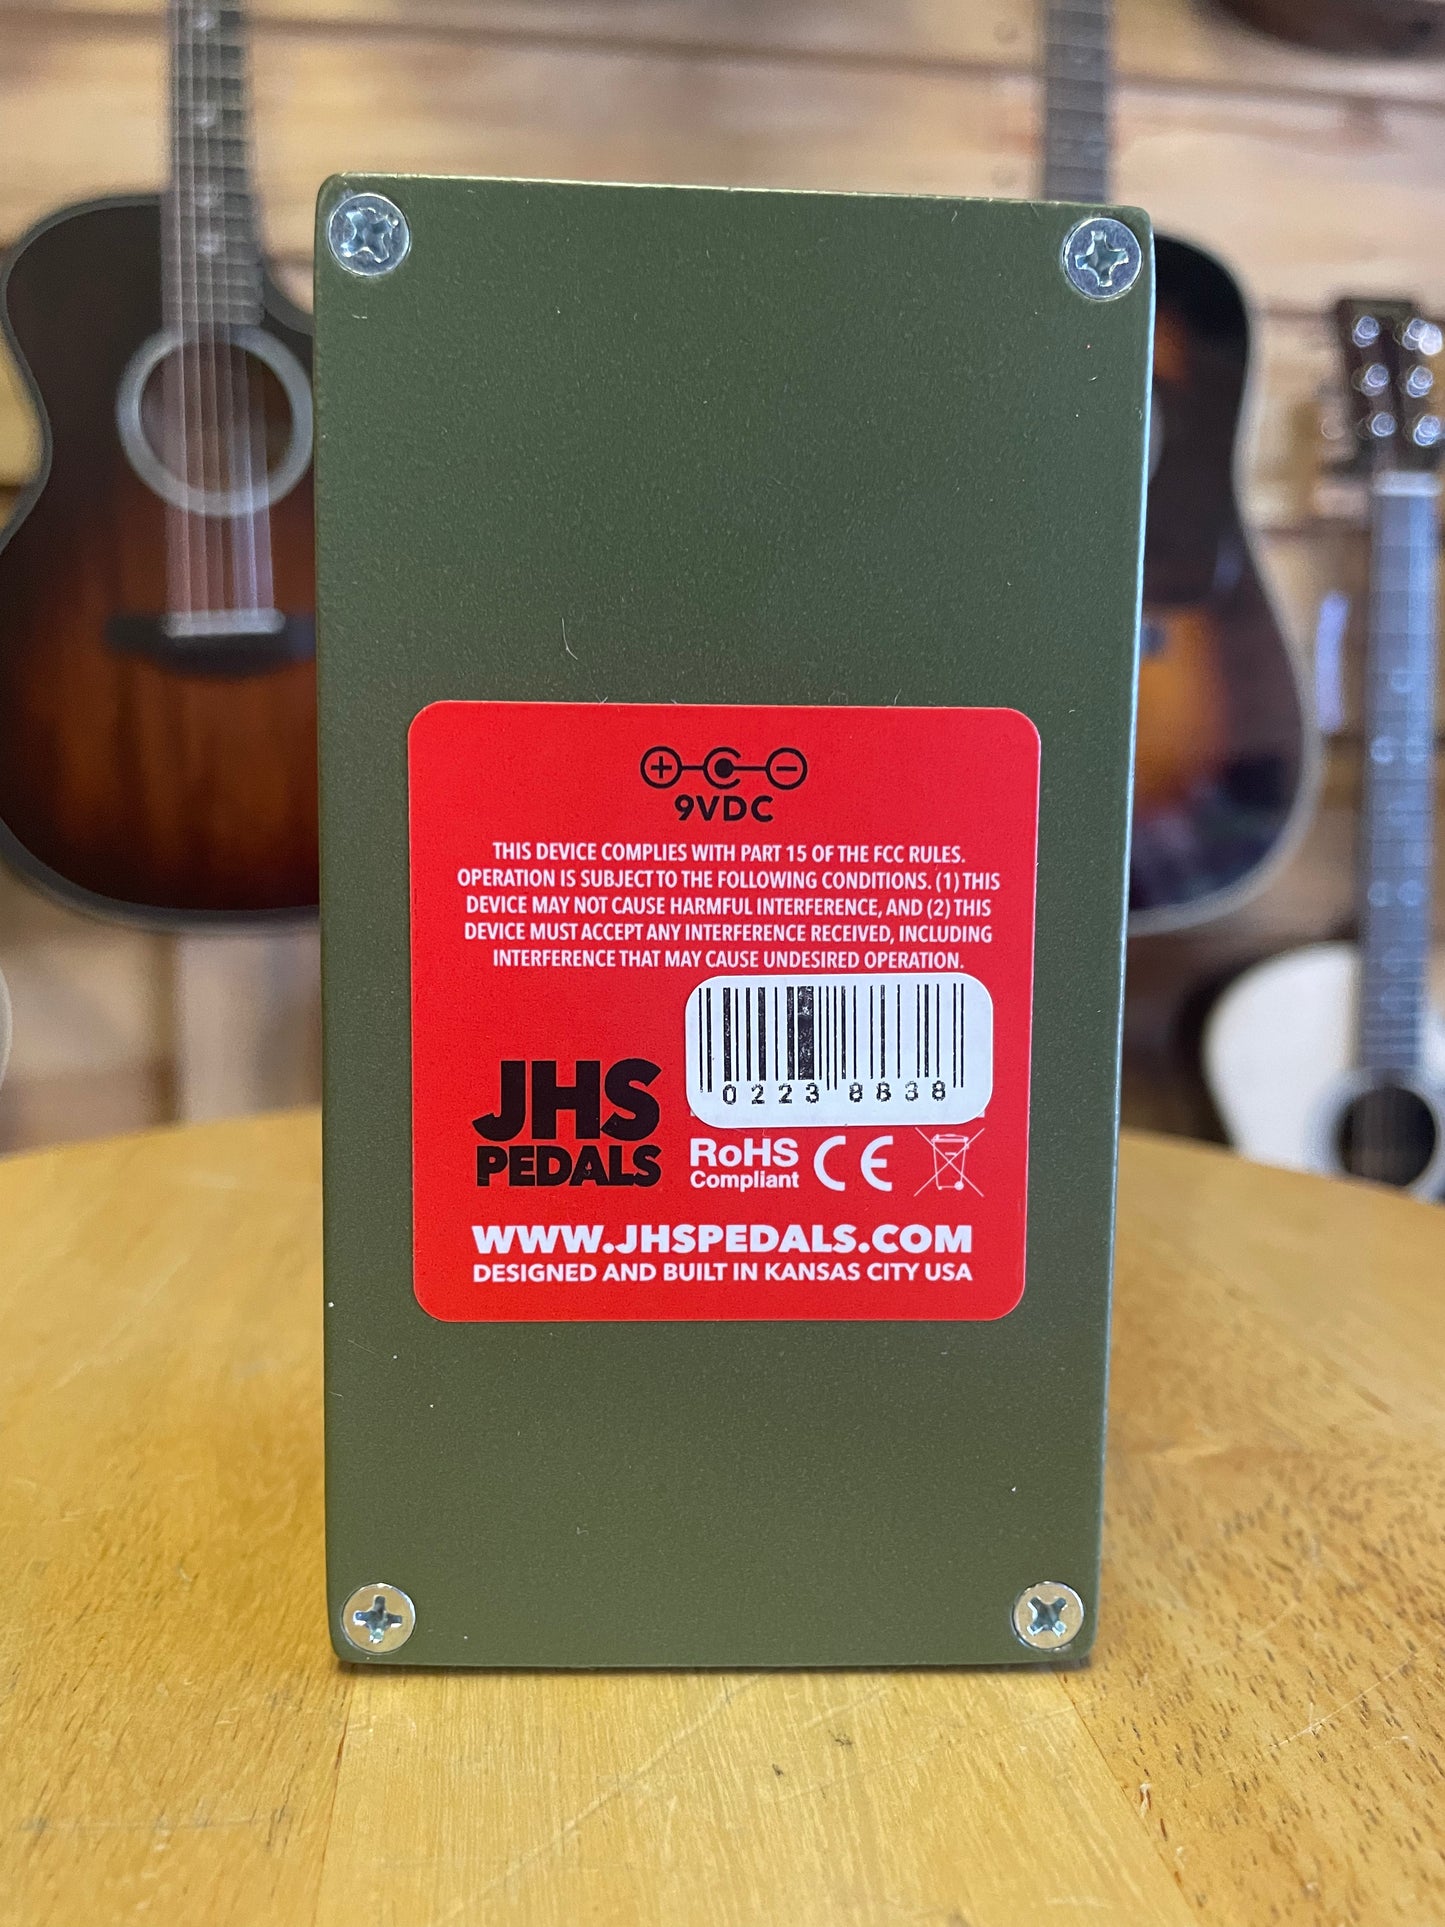 + −
9VDC
THIS DEVICE COMPLIES WITH PART 15 OF THE FCC RULES.
OPERATION IS SUBJECT TO THE FOLLOWING CONDITIONS. (1) THIS
DEVICE MAY NOT CAUSE HARMFUL INTERFERENCE, AND (2) THIS
DEVICE MUST ACCEPT ANY INTERFERENCE RECEIVED, INCLUDING
INTERFERENCE THAT MAY CAUSE UNDESIRED OPERATION.
0223 8838
JHS
PEDALS
RoHS
Compliant
CE
WWW.JHSPEDALS.COM
DESIGNED AND BUILT IN KANSAS CITY USA